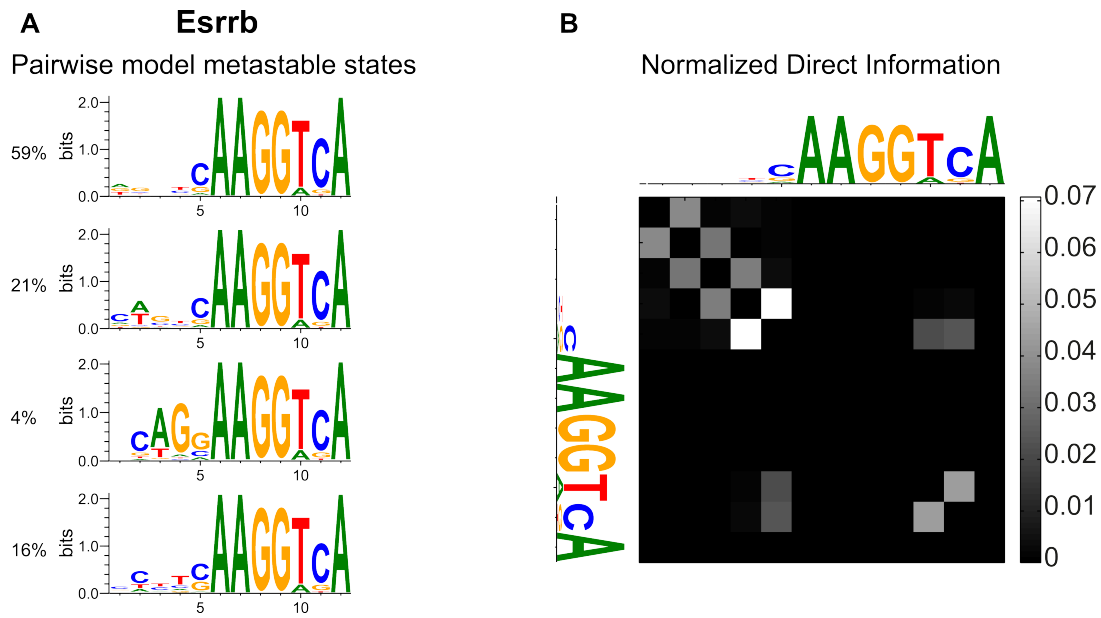 A
Esrrb
B
Pairwise model metastable states
Normalized Direct Information
59%
bits
2.0
1.0
0.0
CAAGGTCA
5
10
21%
bits
2.0
1.0
0.0
CAAGGTCA
5
10
4%
bits
2.0
1.0
0.0
CAGGAAGGTCA
5
10
16%
bits
2.0
1.0
0.0
CAAGGTCA
5
10
CAAGGTCA
CAAGGTCA
0.07
0.06
0.05
0.04
0.03
0.02
0.01
0